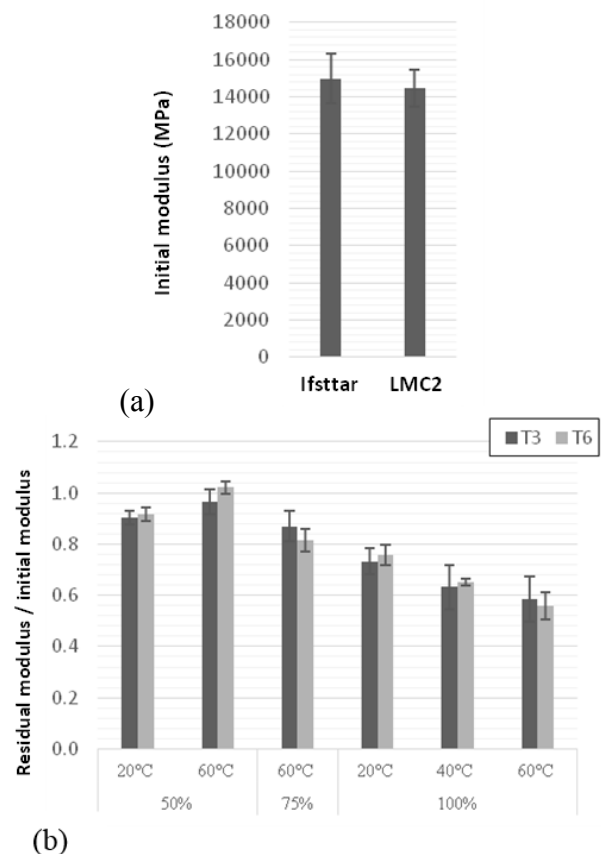 18000
16000
14000
12000
10000
8000
6000
4000
2000
0
Initial modulus (MPa)
Ifsttar LMC2
(a)
T3 T6
1.2
1.0
0.8
0.6
0.4
0.2
0.0
Residual modulus / initial modulus
20°C 60°C 60°C 20°C 40°C 60°C
50% 75% 100%
(b)